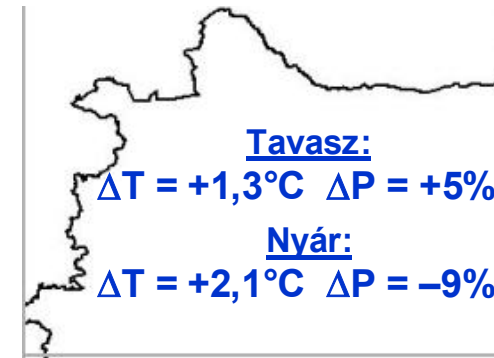 Tavasz:
ΔT = +1,3°C ΔP = +5%
Nyár:
ΔT = +2,1°C ΔP = –9%